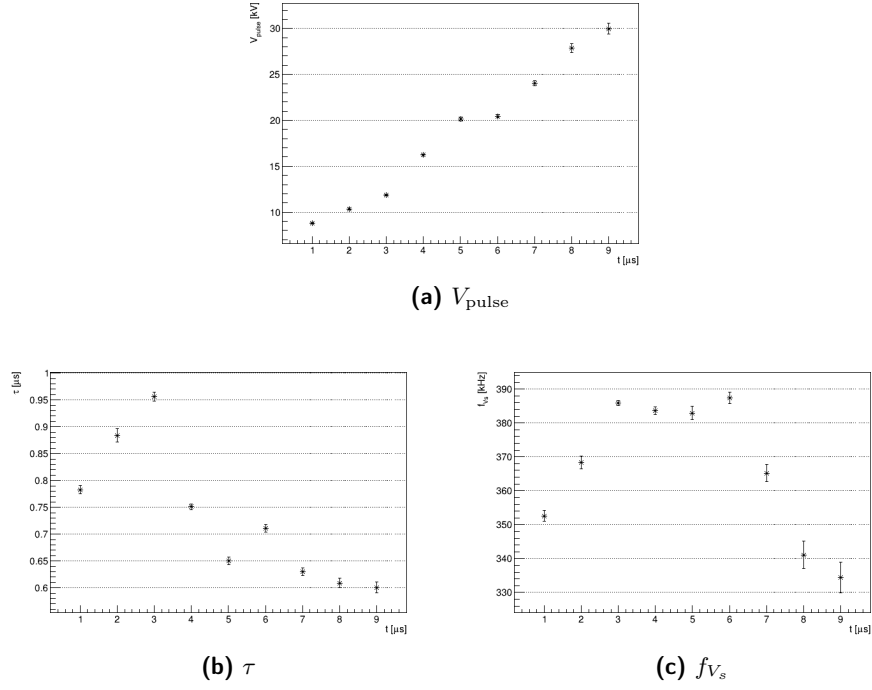 V_pulse [kV]
30
25
20
15
10
1 2 3 4 5 6 7 8 9
t [µs]
(a) V_pulse
τ [µs]
1
0.95
0.9
0.85
0.8
0.75
0.7
0.65
0.6
1 2 3 4 5 6 7 8 9
t [µs]
(b) τ
f_Vs [kHz]
390
380
370
360
350
340
330
1 2 3 4 5 6 7 8 9
t [µs]
(c) f_Vs